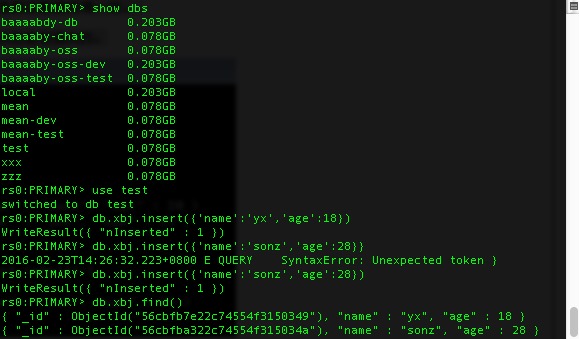 rs0:PRIMARY> show dbs
baaaabdy-db 0.203GB
baaaaby-chat 0.078GB
baaaaby-oss 0.078GB
baaaaby-oss-dev 0.203GB
baaaaby-oss-test 0.078GB
local 0.203GB
mean 0.078GB
mean-dev 0.078GB
mean-test 0.078GB
test 0.078GB
xxx 0.078GB
zzz 0.078GB
rs0:PRIMARY> use test
switched to db test
rs0:PRIMARY> db.xbj.insert({'name':'yx','age':18})
WriteResult({ "nInserted" : 1 })
rs0:PRIMARY> db.xbj.insert({'name':'sonz','age':28}}
2016-02-23T14:26:32.223+0800 E QUERY    SyntaxError: Unexpected token }
rs0:PRIMARY> db.xbj.insert({'name':'sonz','age':28})
WriteResult({ "nInserted" : 1 })
rs0:PRIMARY> db.xbj.find()
{ "_id" : ObjectId("56cbfb7e22c74554f3150349"), "name" : "yx", "age" : 18 }
{ "_id" : ObjectId("56cbfba322c74554f315034a"), "name" : "sonz", "age" : 28 }